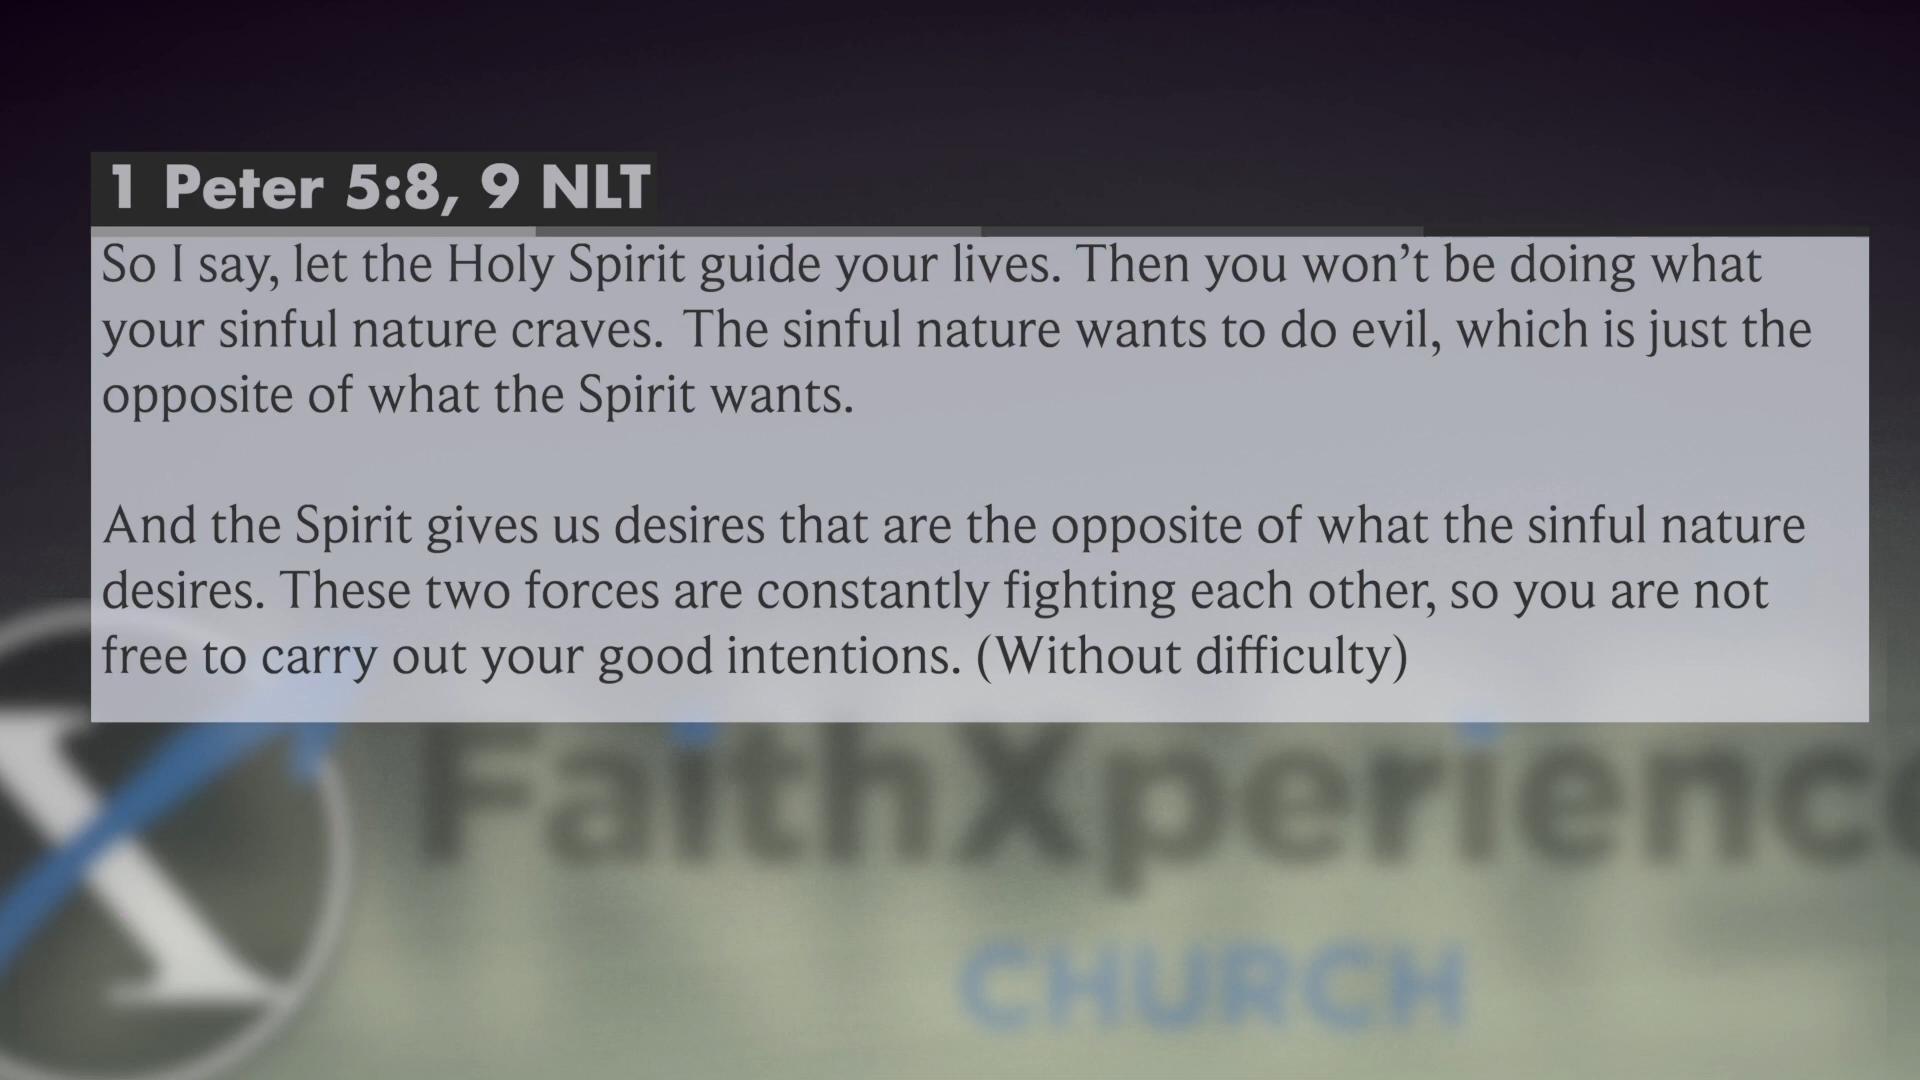 1 Peter 5:8, 9 NLT
So I say, let the Holy Spirit guide your lives. Then you won’t be doing what
your sinful nature craves. The sinful nature wants to do evil, which is just the
opposite of what the Spirit wants.
And the Spirit gives us desires that are the opposite of what the sinful nature
desires. These two forces are constantly fighting each other, so you are not
free to carry out your good intentions. (Without difficulty)
X
FaithXperience
CHURCH